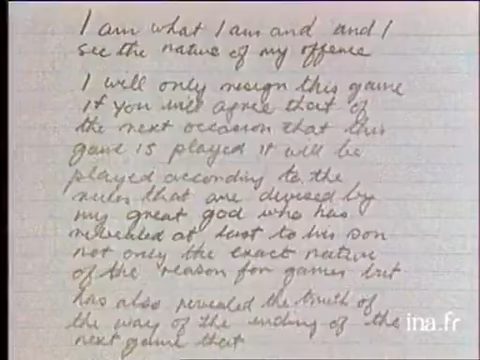 I am what I am and and I
see the nature of my offence
I will only resign this game
if you will agree that of
the next occasion that this
game is played it will be
played according to the
rules that are devised by
my great god who has
revealed at last to his son
not only the exact nature
of the reason for games but
has also revealed the truth of
the way of the ending of the
next game that
ina.fr